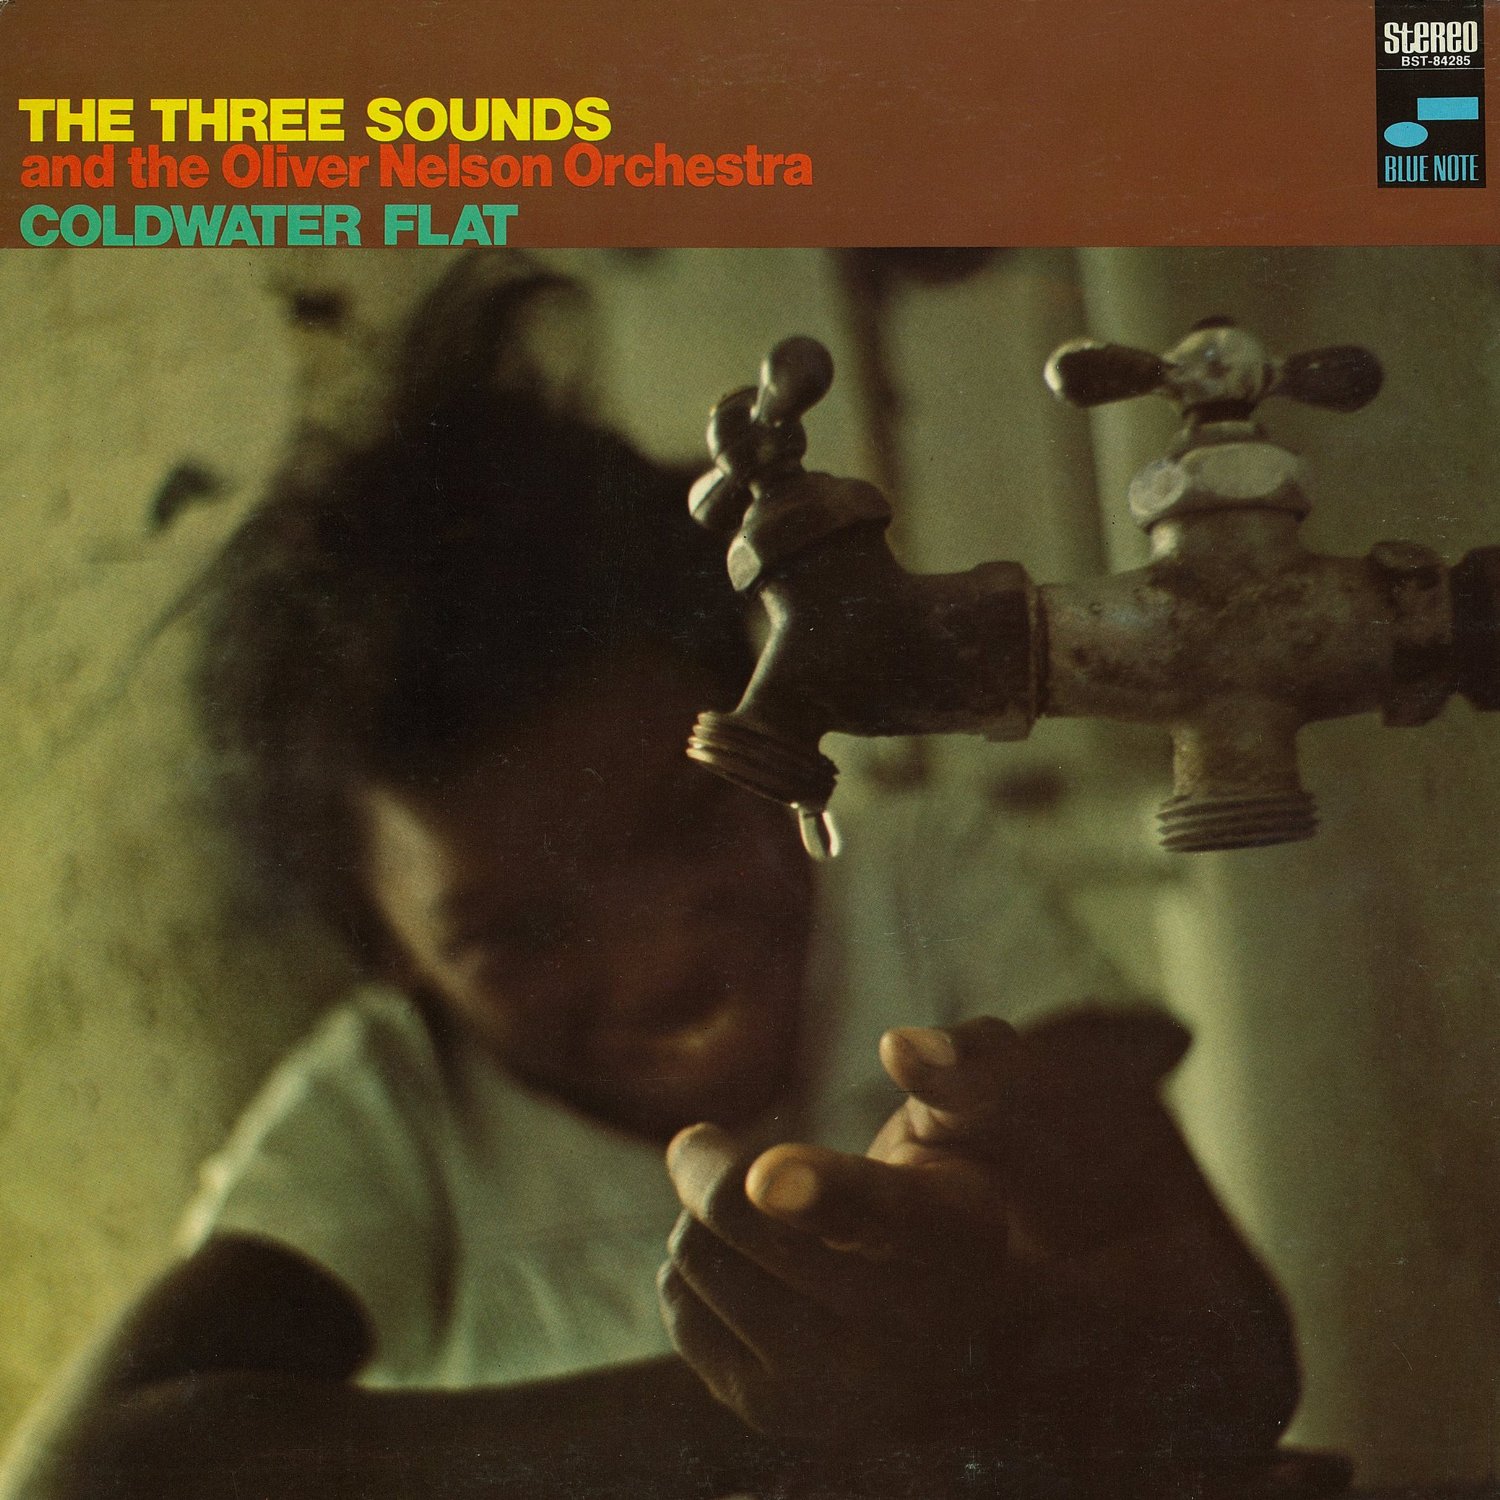 THE THREE SOUNDS
and the Oliver Nelson Orchestra
COLDWATER FLAT
STEREO
BST-84285
BLUE NOTE